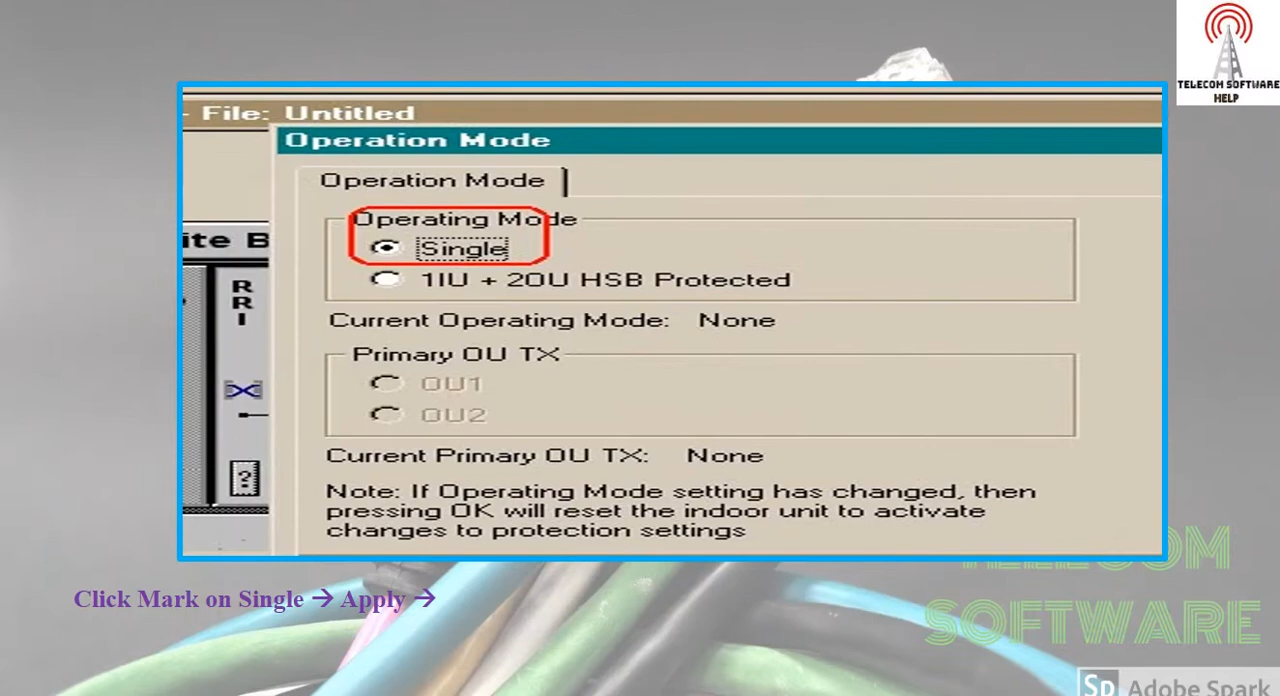 TELECOM SOFTWARE
HELP
- File: Untitled
Operation Mode
Operation Mode
Operating Mode
Single
1IU + 2OU HSB Protected
Current Operating Mode: None
Primary OU TX
OU1
OU2
Current Primary OU TX: None
Note: If Operating Mode setting has changed, then
pressing OK will reset the indoor unit to activate
changes to protection settings
ite B
R
R
I
?
Click Mark on Single → Apply →
TELECOM
SOFTWARE
Sp Adobe Spark